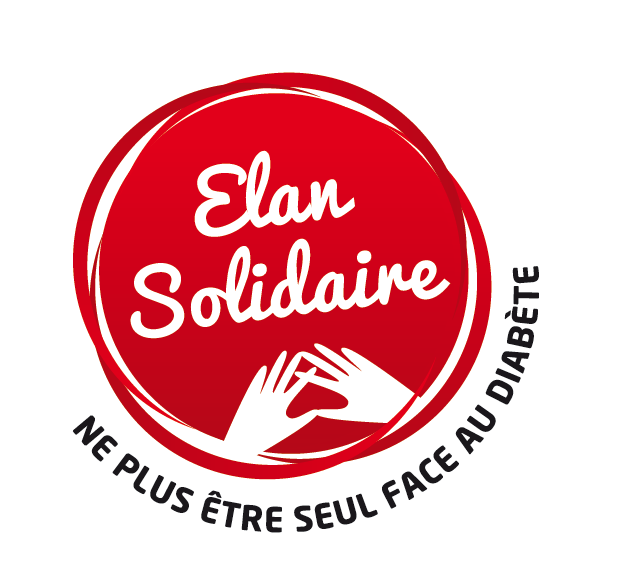 Elan
Solidaire
NE PLUS ÊTRE SEUL FACE AU DIABÈTE